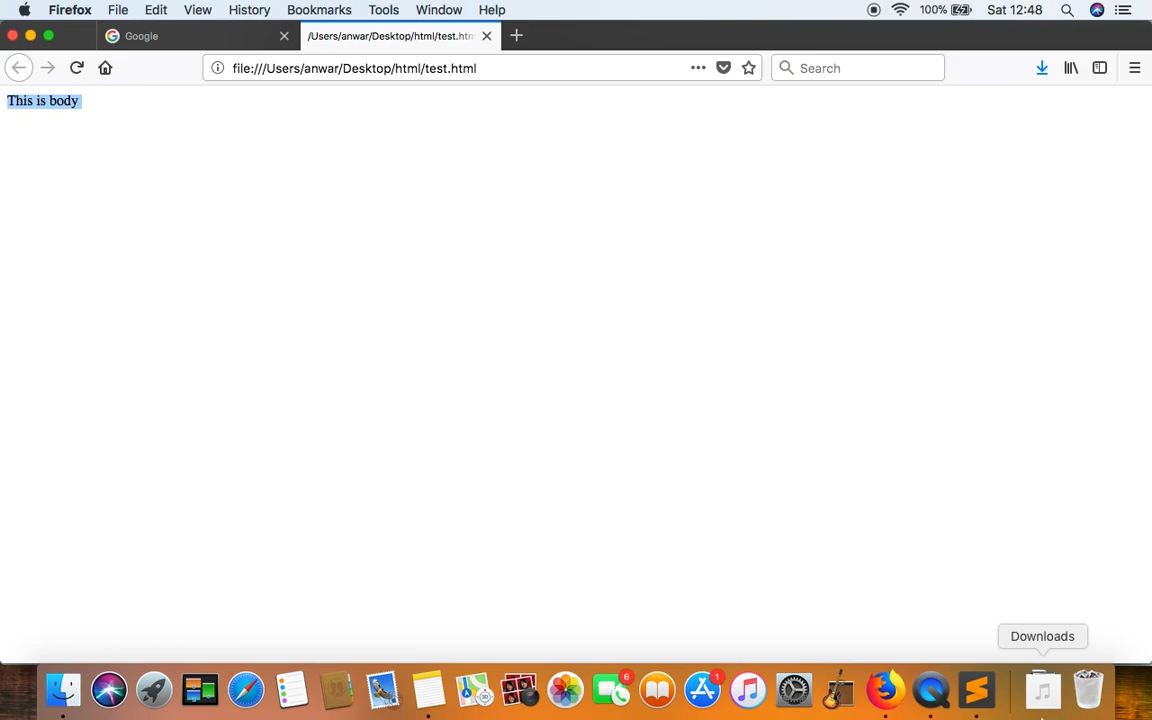 Firefox File Edit View History Bookmarks Tools Window Help 100% Sat 12:48
Google /Users/anwar/Desktop/html/test.htm
file:///Users/anwar/Desktop/html/test.html Search
This is body
Downloads
6 1